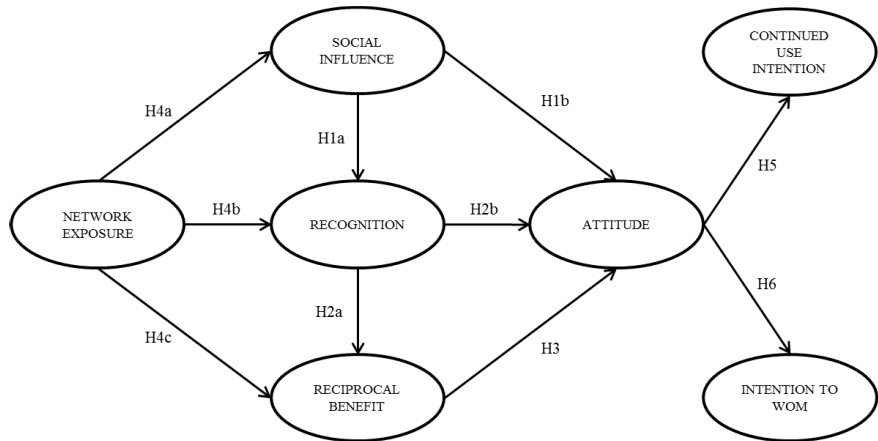 SOCIAL
INFLUENCE
CONTINUED
USE
INTENTION
H4a
H1b
H1a
H5
NETWORK
EXPOSURE
H4b
RECOGNITION
H2b
ATTITUDE
H6
H2a
H4c
H3
RECIPROCAL
BENEFIT
INTENTION TO
WOM